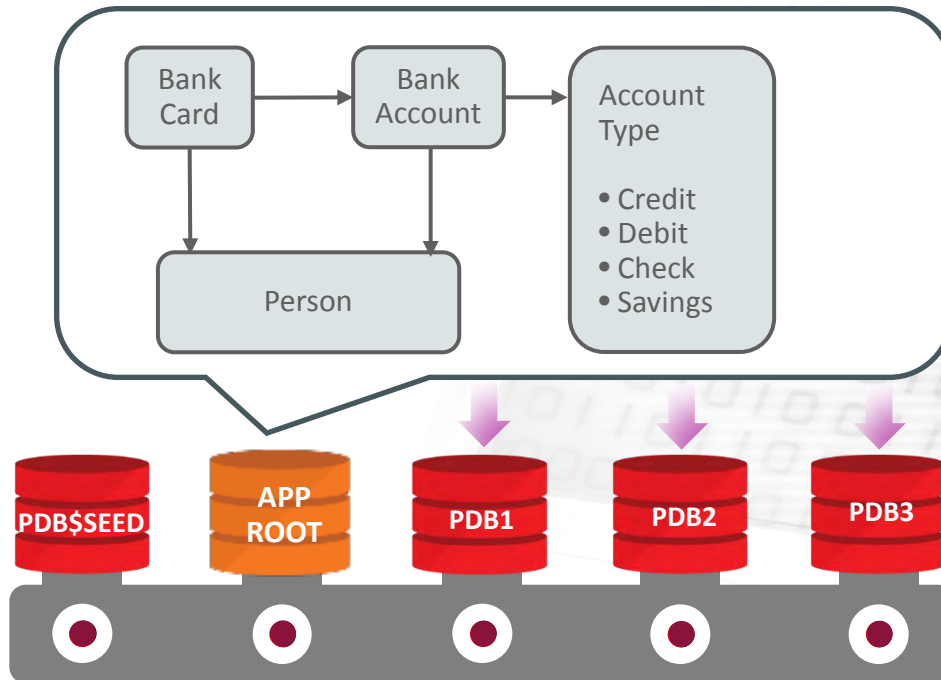 Bank
Card
Bank
Account
Account
Type
• Credit
• Debit
• Check
• Savings
Person
PDB$SEED
APP
ROOT
PDB1
PDB2
PDB3